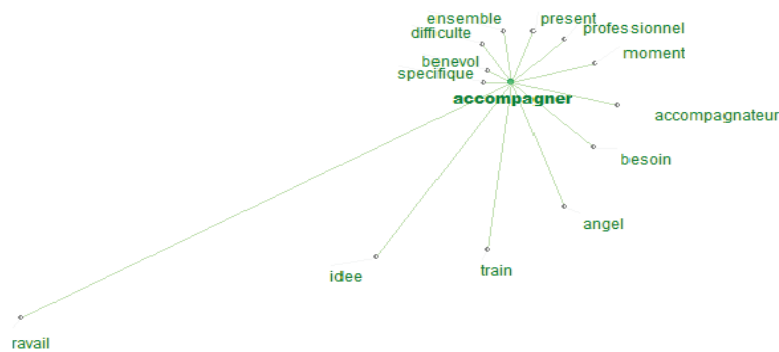 ensemble
present
difficulte
professionnel
moment
benevol
specifique
accompagner
accompagnateur
besoin
angel
idee
train
ravail